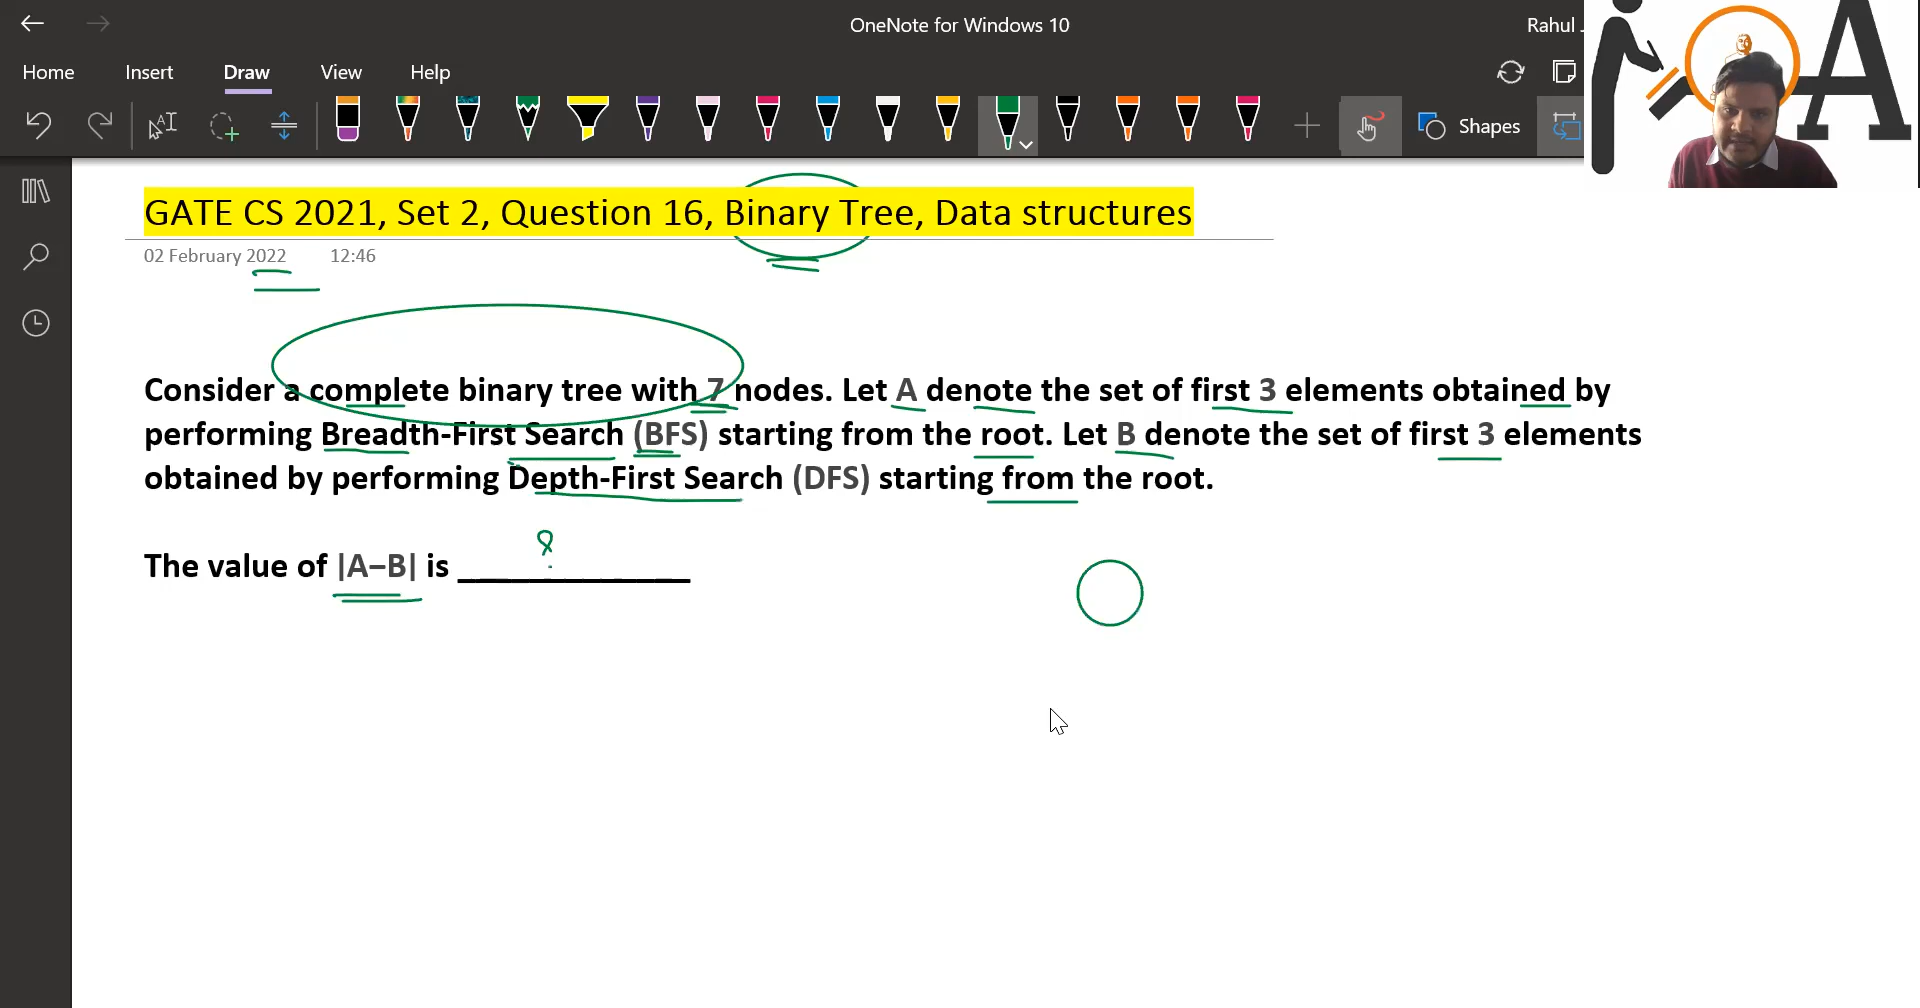 OneNote for Windows 10
Rahul
Home Insert Draw View Help
Shapes
GATE CS 2021, Set 2, Question 16, Binary Tree, Data structures
02 February 2022 12:46
Consider a complete binary tree with 7 nodes. Let A denote the set of first 3 elements obtained by
performing Breadth-First Search (BFS) starting from the root. Let B denote the set of first 3 elements
obtained by performing Depth-First Search (DFS) starting from the root.
The value of |A−B| is _____________
A